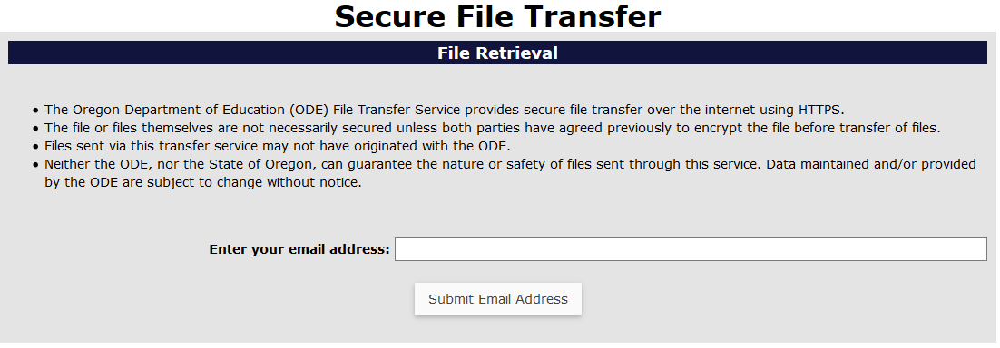 Secure File Transfer
File Retrieval
• The Oregon Department of Education (ODE) File Transfer Service provides secure file transfer over the internet using HTTPS.
• The file or files themselves are not necessarily secured unless both parties have agreed previously to encrypt the file before transfer of files.
• Files sent via this transfer service may not have originated with the ODE.
• Neither the ODE, nor the State of Oregon, can guarantee the nature or safety of files sent through this service. Data maintained and/or provided
by the ODE are subject to change without notice.
Enter your email address:
Submit Email Address